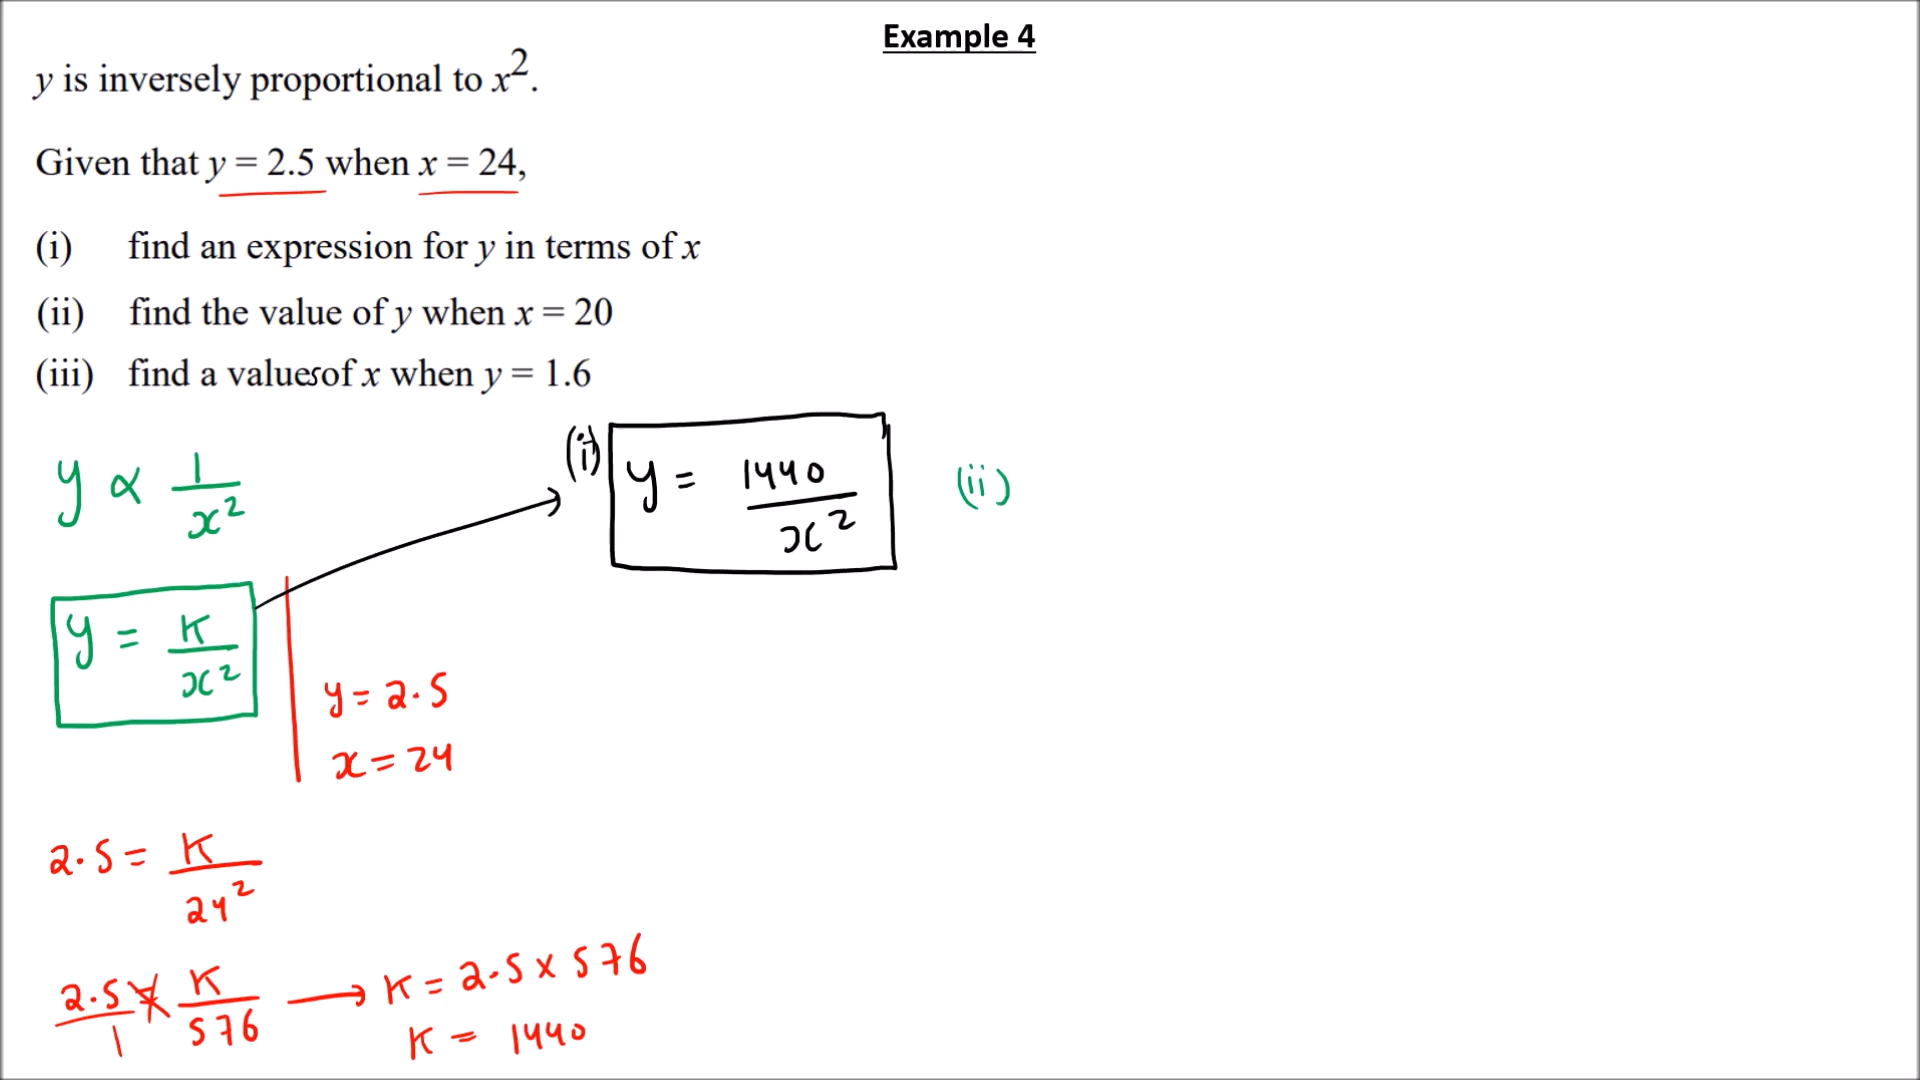 Example 4
y is inversely proportional to x².
Given that y = 2.5 when x = 24,
(i) find an expression for y in terms of x
(ii) find the value of y when x = 20
(iii) find a values of x when y = 1.6
y ∝ 1/x²
(i) y = 1440/x²
(ii)
y = K/x²
y = 2.5
x = 24
2.5 = K/24²
2.5/1 = K/576 → K = 2.5 × 576
K = 1440